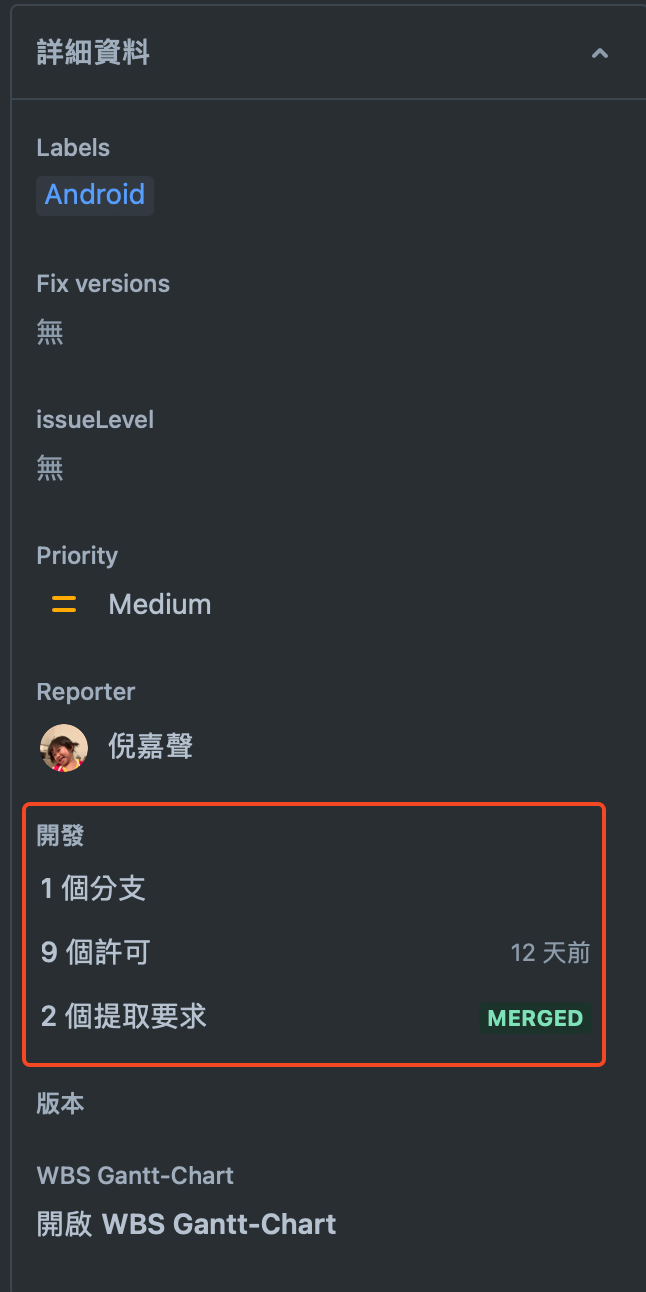 詳細資料
Labels
Android
Fix versions
無
issueLevel
無
Priority
Medium
Reporter
倪嘉聲
開發
1 個分支
9 個許可 12 天前
2 個提取要求 MERGED
版本
WBS Gantt-Chart
開啟 WBS Gantt-Chart